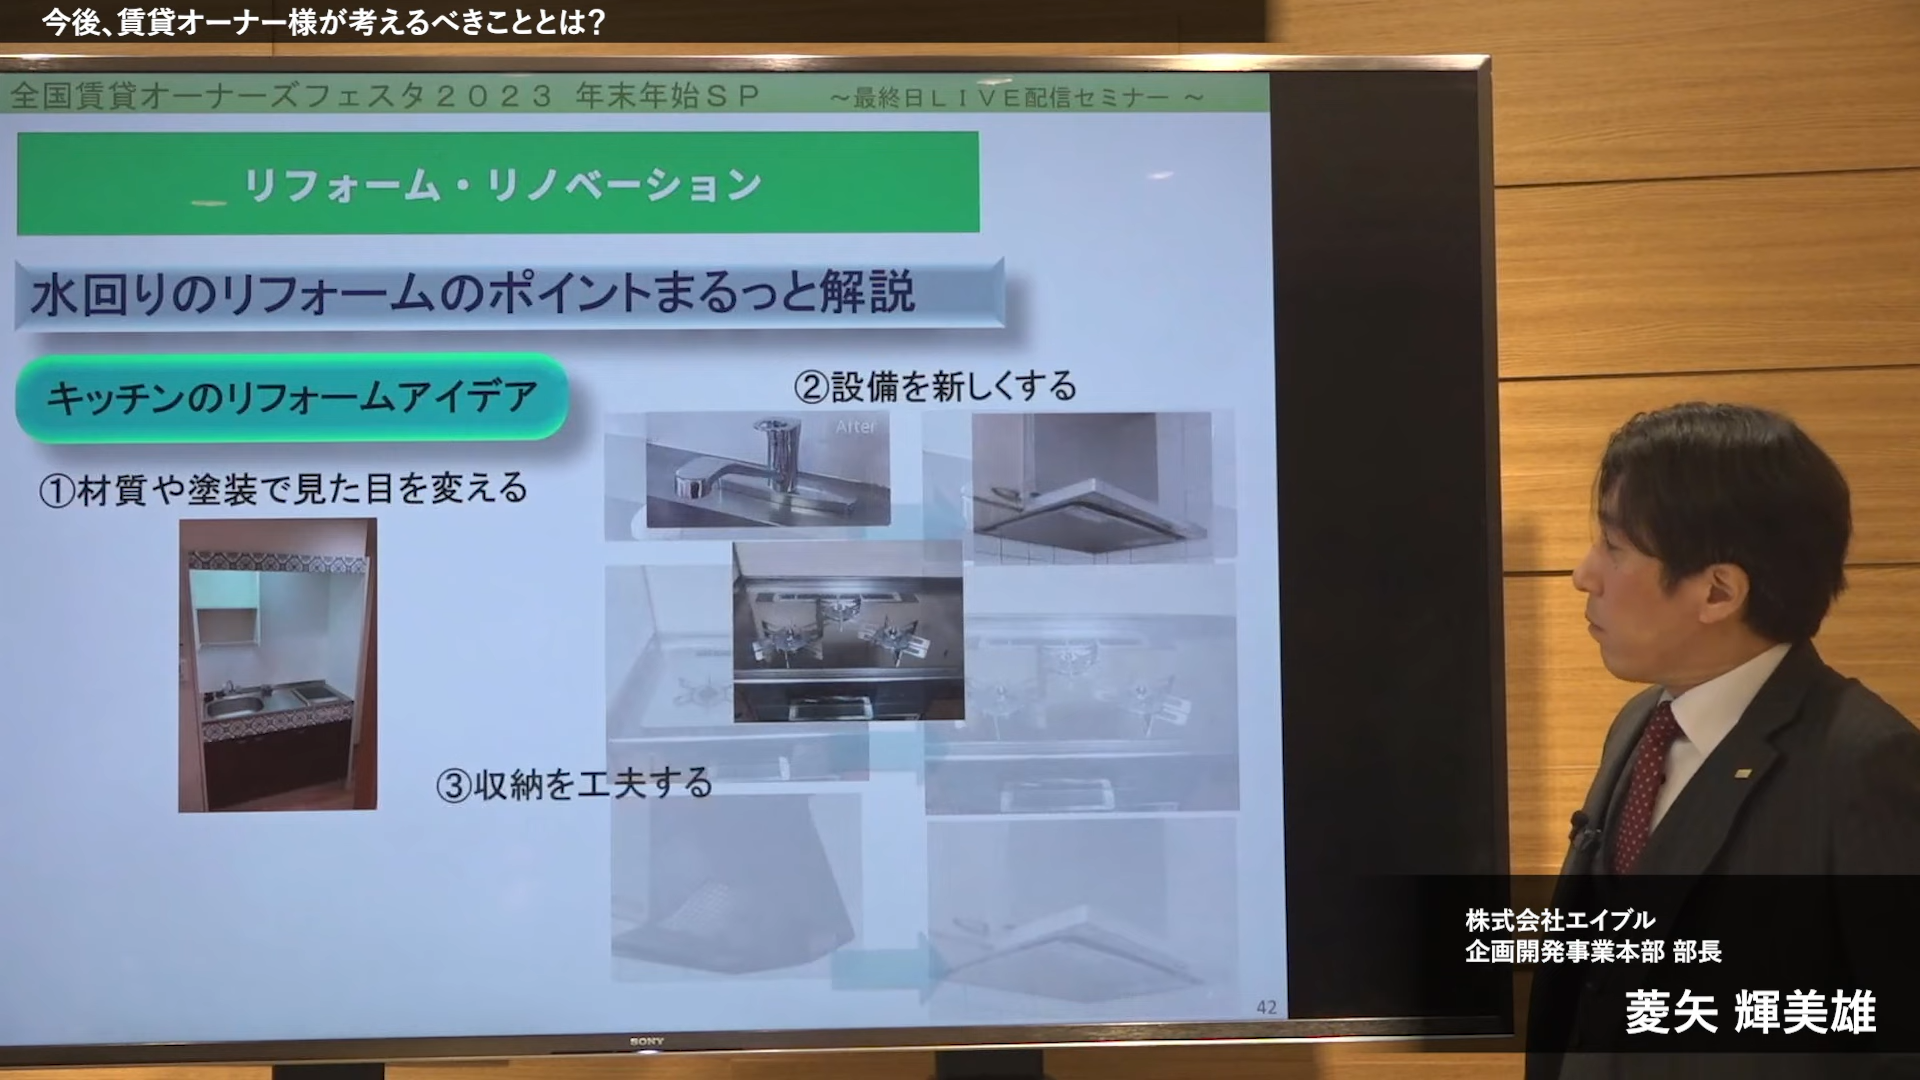 今後、賃貸オーナー様が考えるべきこととは?
全国賃貸オーナーズフェスタ2023 年末年始SP ～最終日LIVE配信セミナー ～
リフォーム・リノベーション
水回りのリフォームのポイントまるっと解説
キッチンのリフォームアイデア
②設備を新しくする
After
①材質や塗装で見た目を変える
③収納を工夫する
42
SONY
株式会社エイブル
企画開発事業本部 部長
菱矢 輝美雄